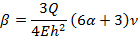 β = 3Q/4Eh² (6α + 3)ν